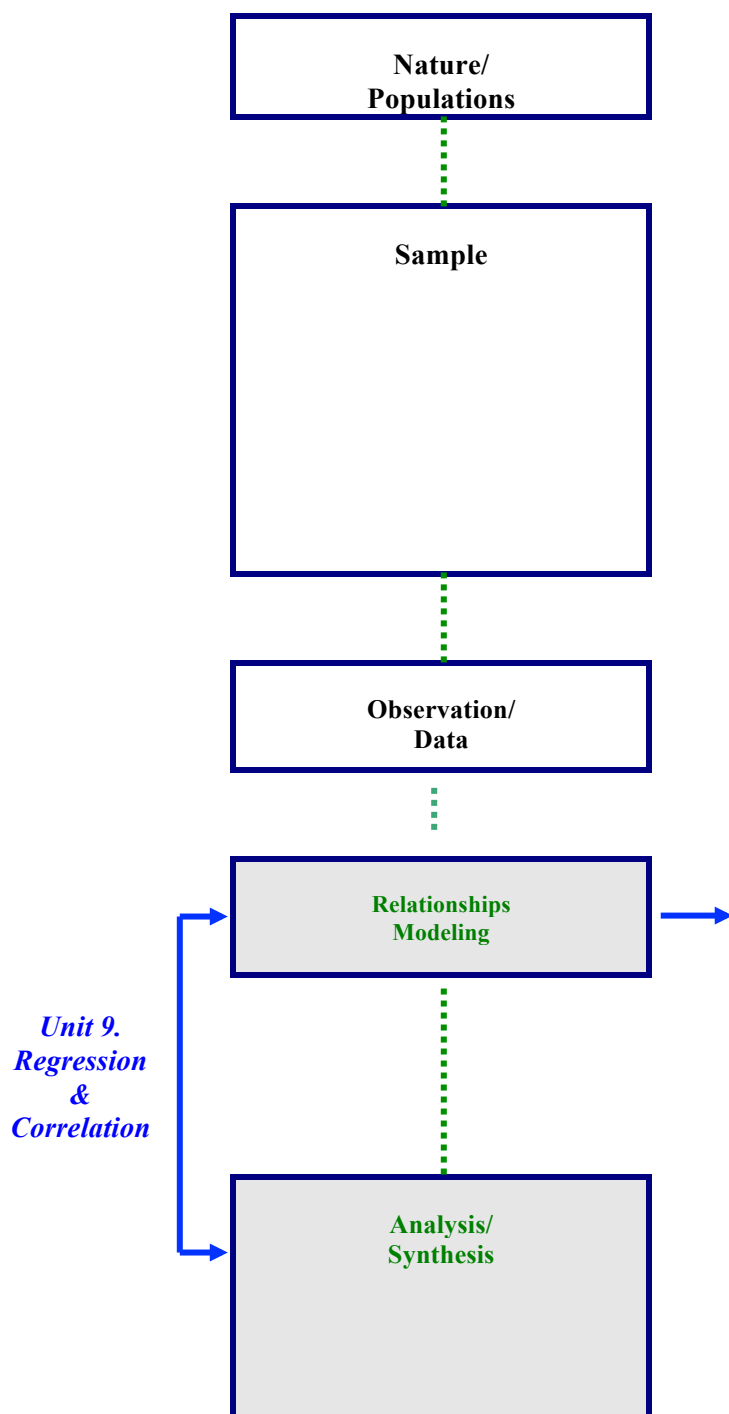 Nature/
Populations
Sample
Observation/
Data
Relationships
Modeling
Unit 9.
Regression
&
Correlation
Analysis/
Synthesis